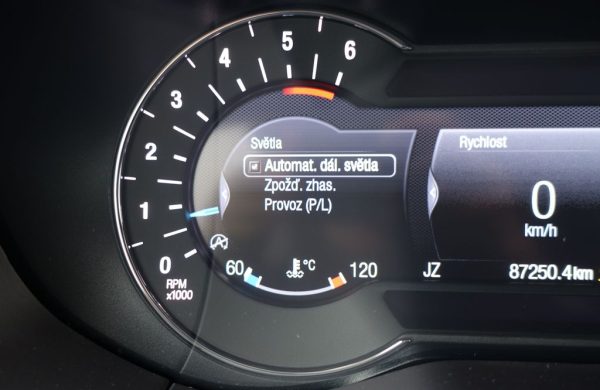 6
5
4
3
2
1
0
RPM
x1000
Světla
Automat. dál. světla
Zpožď. zhas.
Provoz (P/L)
60 °C 120
Rychlost
0
km/h
JZ 87250.4km